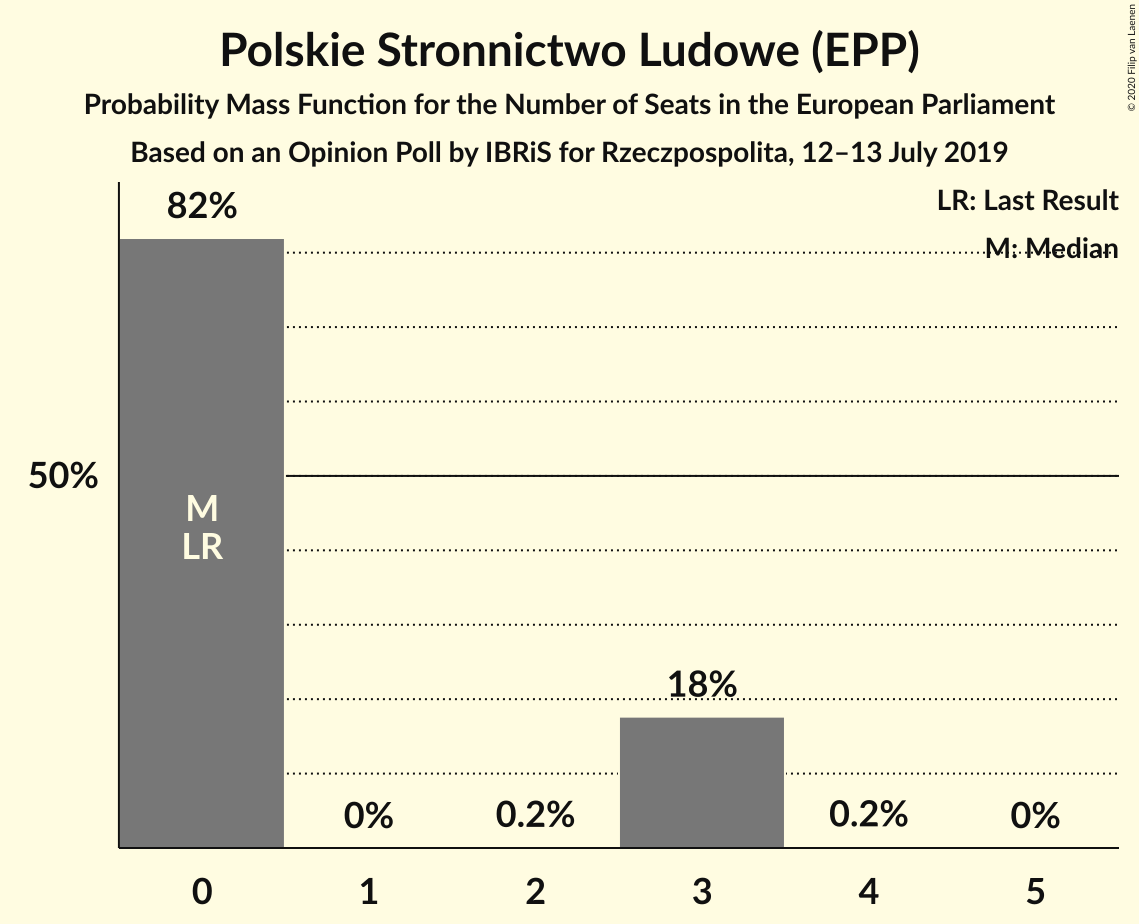 Polskie Stronnictwo Ludowe (EPP)
Probability Mass Function for the Number of Seats in the European Parliament
Based on an Opinion Poll by IBRiS for Rzeczpospolita, 12–13 July 2019
© 2020 Filip van Laenen
LR: Last Result
M: Median
82%
50%
M
LR
18%
0%
0.2%
0.2%
0%
0 1 2 3 4 5